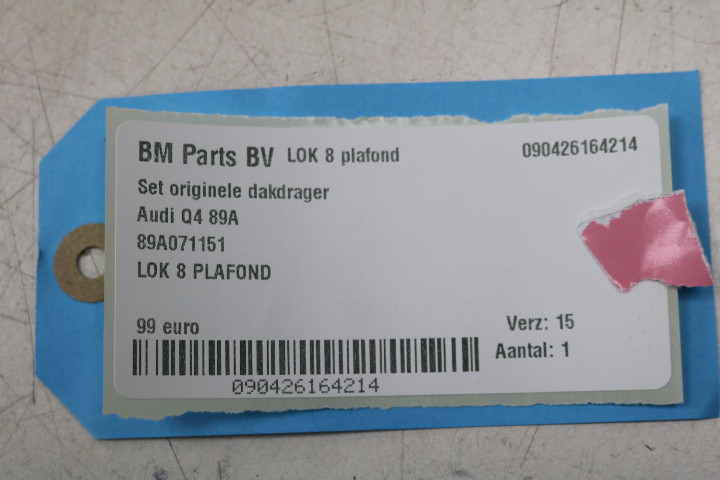 BM Parts BV LOK 8 plafond 090426164214
Set originele dakdrager
Audi Q4 89A
89A071151
LOK 8 PLAFOND
99 euro Verz: 15
Aantal: 1
090426164214